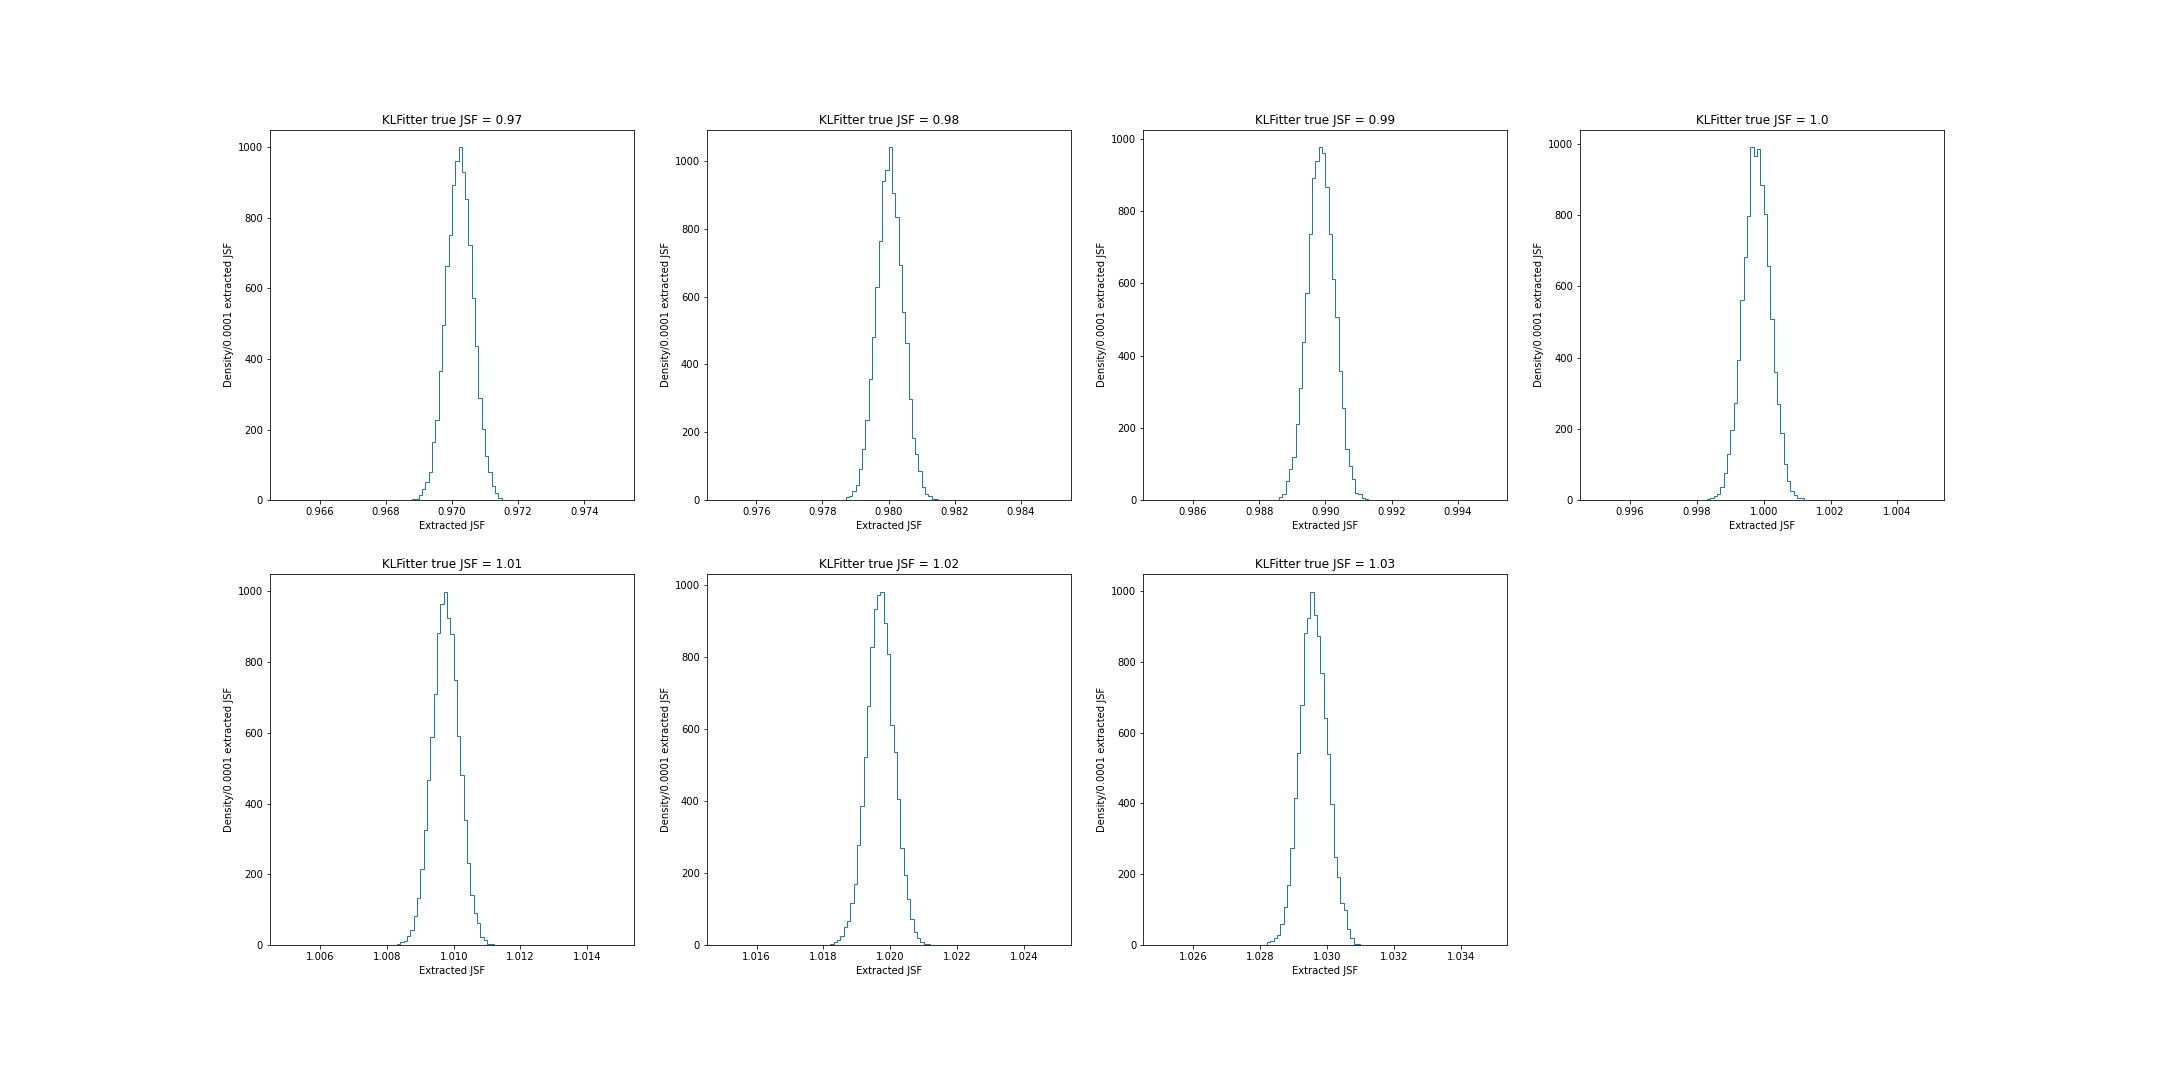 KLFitter true JSF = 0.97
1000
800
600
400
200
0
Density/0.0001 extracted JSF
0.966 0.968 0.970 0.972 0.974
Extracted JSF
KLFitter true JSF = 0.98
1000
800
600
400
200
0
Density/0.0001 extracted JSF
0.976 0.978 0.980 0.982 0.984
Extracted JSF
KLFitter true JSF = 0.99
1000
800
600
400
200
0
Density/0.0001 extracted JSF
0.986 0.988 0.990 0.992 0.994
Extracted JSF
KLFitter true JSF = 1.0
1000
800
600
400
200
0
Density/0.0001 extracted JSF
0.996 0.998 1.000 1.002 1.004
Extracted JSF
KLFitter true JSF = 1.01
1000
800
600
400
200
0
Density/0.0001 extracted JSF
1.006 1.008 1.010 1.012 1.014
Extracted JSF
KLFitter true JSF = 1.02
1000
800
600
400
200
0
Density/0.0001 extracted JSF
1.016 1.018 1.020 1.022 1.024
Extracted JSF
KLFitter true JSF = 1.03
1000
800
600
400
200
0
Density/0.0001 extracted JSF
1.026 1.028 1.030 1.032 1.034
Extracted JSF